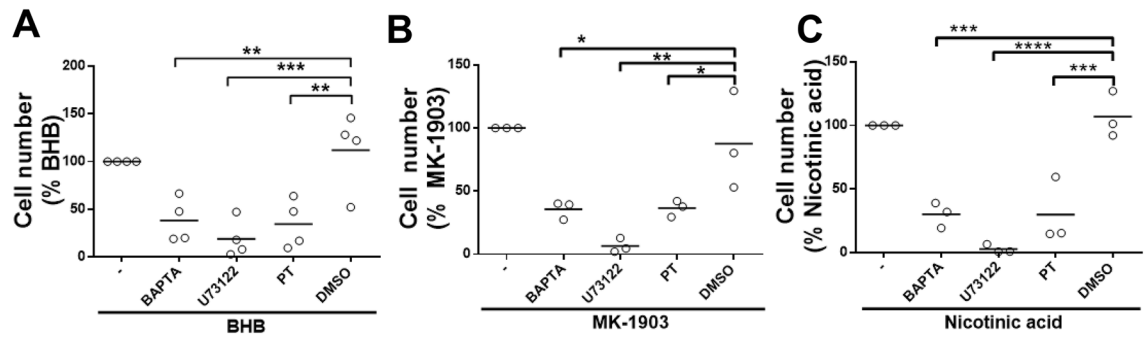 A
Cell number
(% BHB)
200
150
100
50
0
**
***
**
-
BAPTA
U73122
PT
DMSO
BHB
B
Cell number
(% MK-1903)
150
100
50
0
*
**
*
-
BAPTA
U73122
PT
DMSO
MK-1903
C
Cell number
(% Nicotinic acid)
150
100
50
0
***
****
***
-
BAPTA
U73122
PT
DMSO
Nicotinic acid